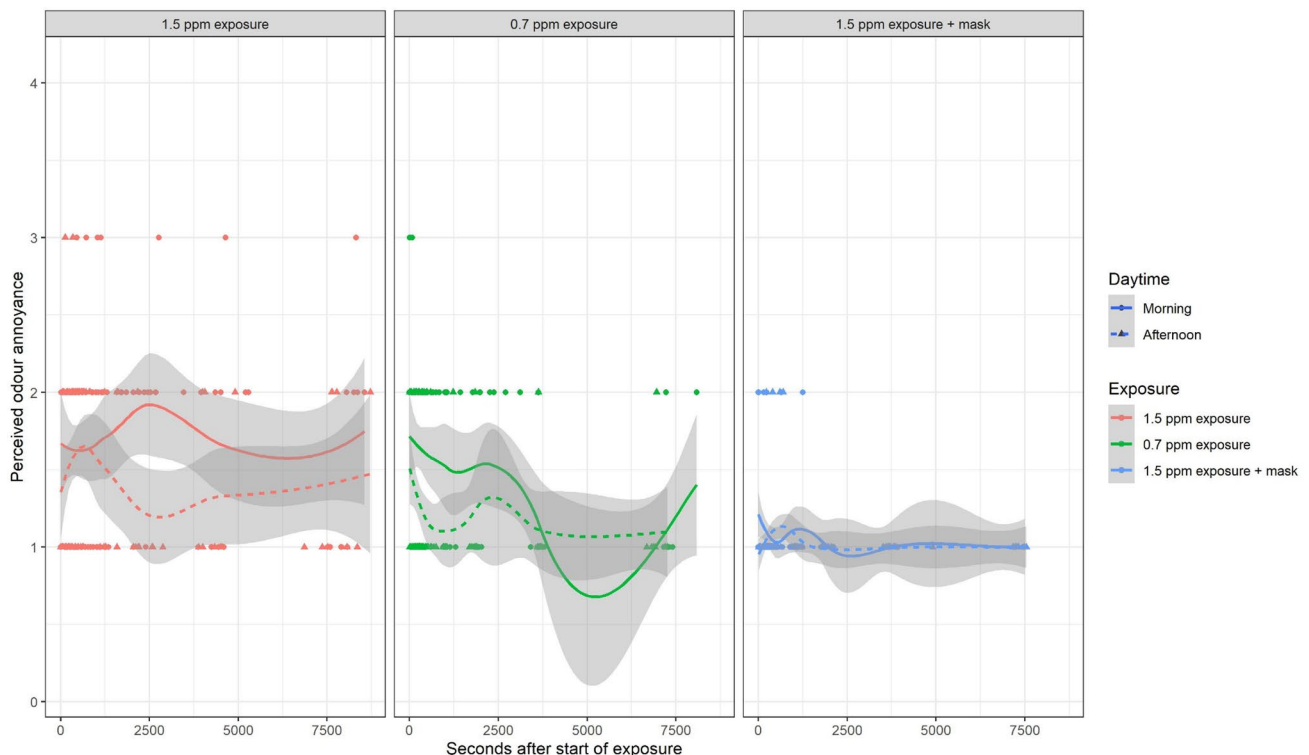 1.5 ppm exposure
0.7 ppm exposure
1.5 ppm exposure + mask
4
3
2
1
0
Perceived odour annoyance
0 2500 5000 7500
0 2500 5000 7500
0 2500 5000 7500
Seconds after start of exposure
Daytime
Morning
Afternoon
Exposure
1.5 ppm exposure
0.7 ppm exposure
1.5 ppm exposure + mask